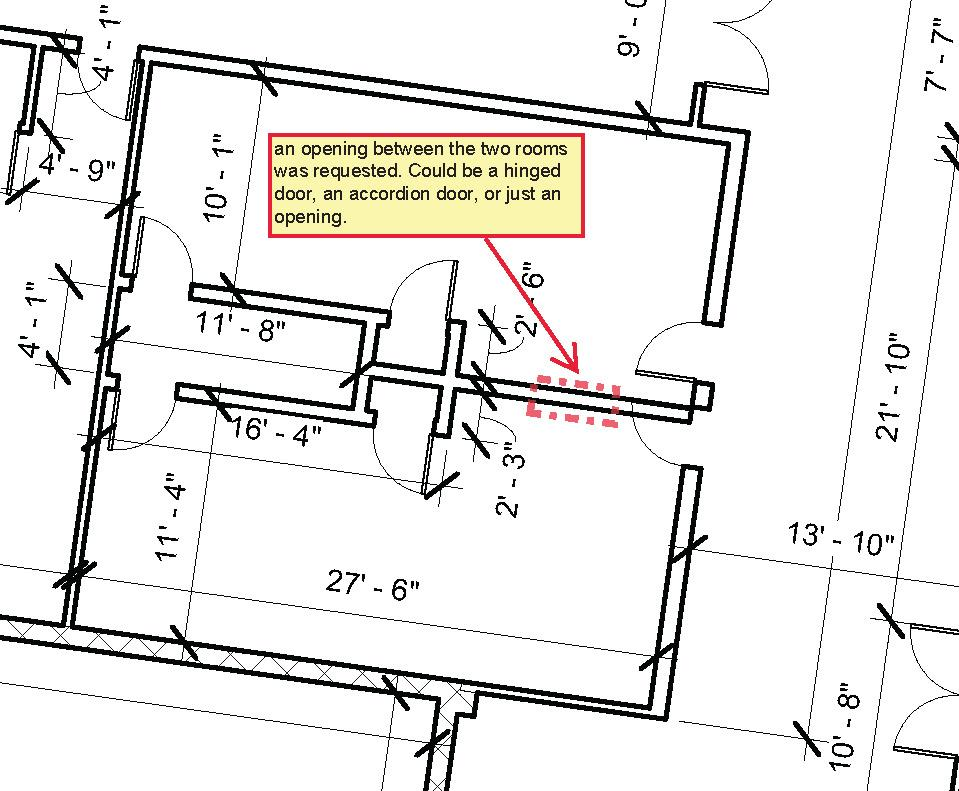 4' - 1"
9' - 0
7' - 7"
4' - 9"
10' - 1"
an opening between the two rooms
was requested. Could be a hinged
door, an accordion door, or just an
opening.
4' - 1"
11' - 8"
2' - 6"
21' - 10"
16' - 4"
2' - 3"
11' - 4"
13' - 10"
27' - 6"
10' - 8"